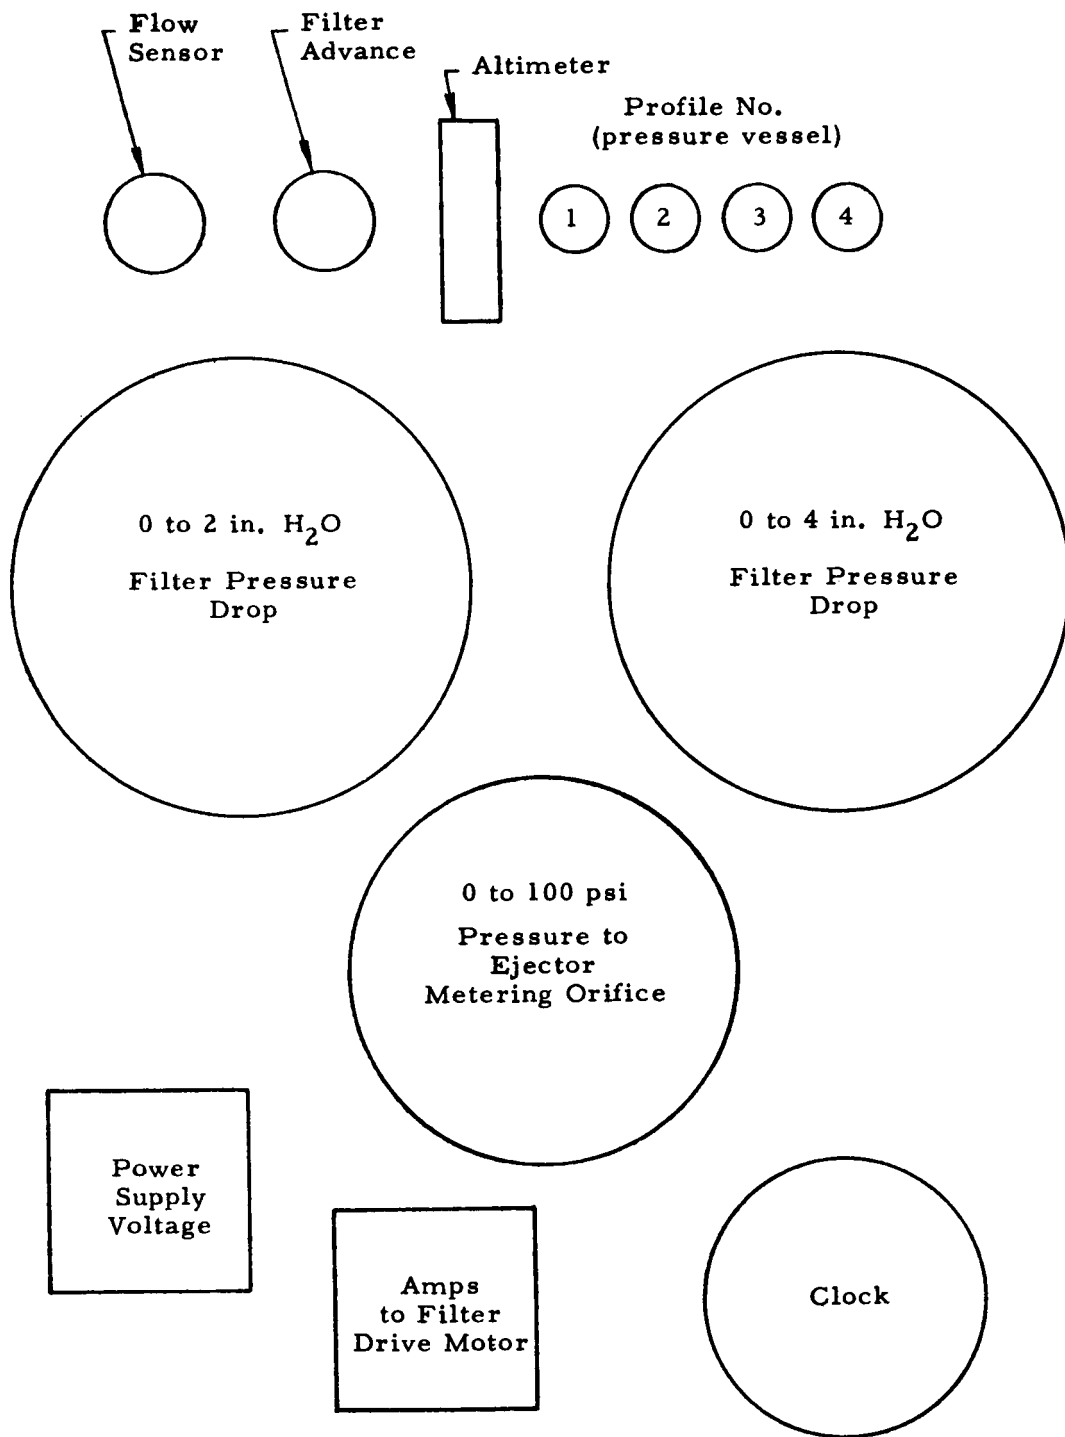 Flow
Sensor
Filter
Advance
Altimeter
Profile No.
(pressure vessel)
1 2 3 4
0 to 2 in. H₂O
Filter Pressure
Drop
0 to 4 in. H₂O
Filter Pressure
Drop
0 to 100 psi
Pressure to
Ejector
Metering Orifice
Power
Supply
Voltage
Amps
to Filter
Drive Motor
Clock